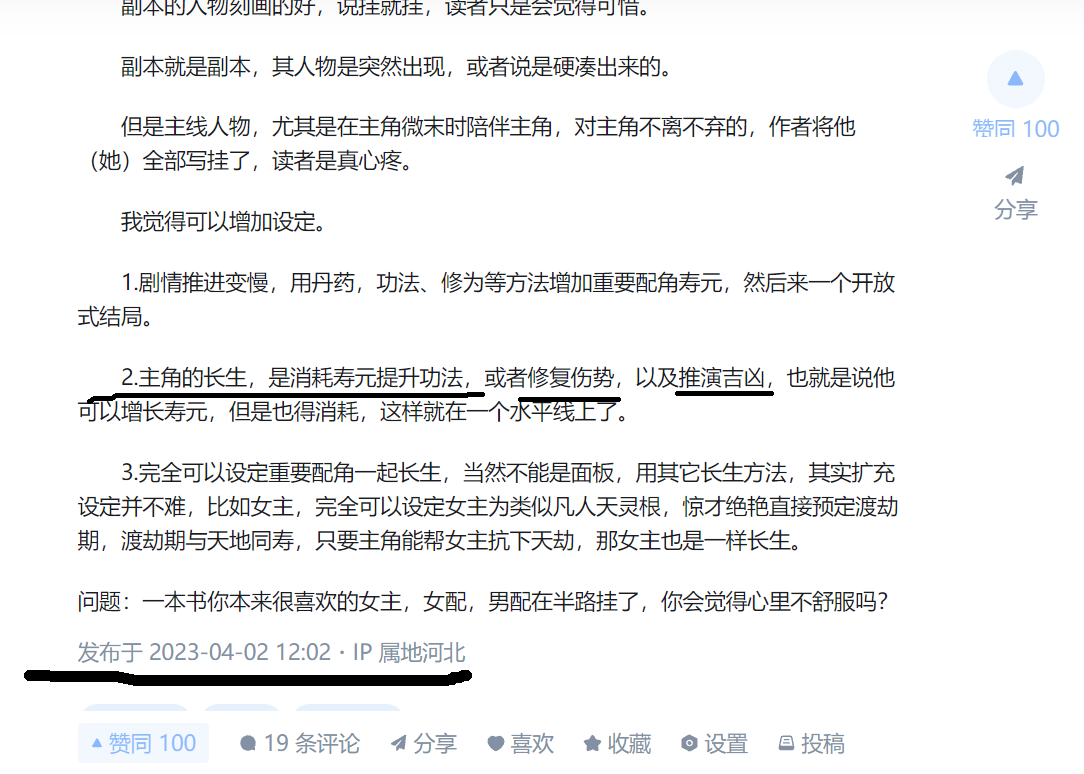 副本的人物刻画的好，说挂就挂，读者只是会觉得可惜。
副本就是副本，其人物是突然出现，或者说是硬凑出来的。
但是主线人物，尤其是在主角微末时陪伴主角，对主角不离不弃的，作者将他
（她）全部写挂了，读者是真心疼。
我觉得可以增加设定。
1.剧情推进变慢，用丹药，功法、修为等方法增加重要配角寿元，然后来一个开放
式结局。
2.主角的长生，是消耗寿元提升功法，或者修复伤势，以及推演吉凶，也就是说他
可以增长寿元，但是也得消耗，这样就在一个水平线上了。
3.完全可以设定重要配角一起长生，当然不能是面板，用其它长生方法，其实扩充
设定并不难，比如女主，完全可以设定女主为类似凡人天灵根，惊才绝艳直接预定渡劫
期，渡劫期与天地同寿，只要主角能帮女主抗下天劫，那女主也是一样长生。
问题：一本书你本来很喜欢的女主，女配，男配在半路挂了，你会觉得心里不舒服吗？
发布于 2023-04-02 12:02 · IP 属地河北
赞同 100
19 条评论
分享
喜欢
收藏
设置
投稿
赞同 100
分享